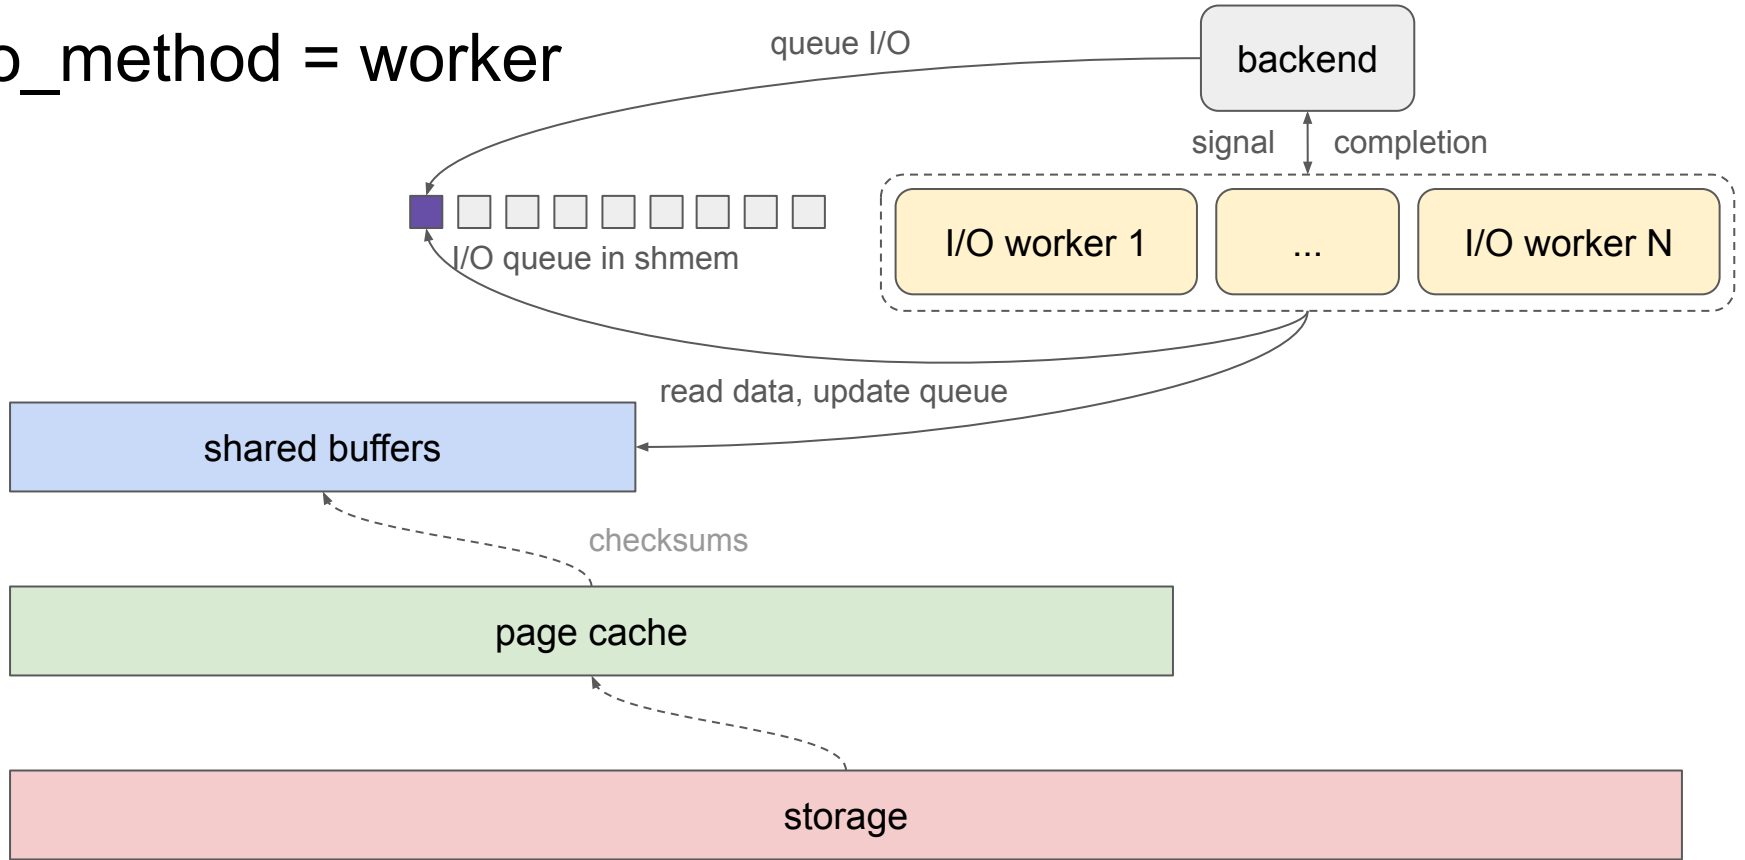 o_method = worker
queue I/O
backend
signal
completion
I/O worker 1
...
I/O worker N
I/O queue in shmem
read data, update queue
shared buffers
checksums
page cache
storage